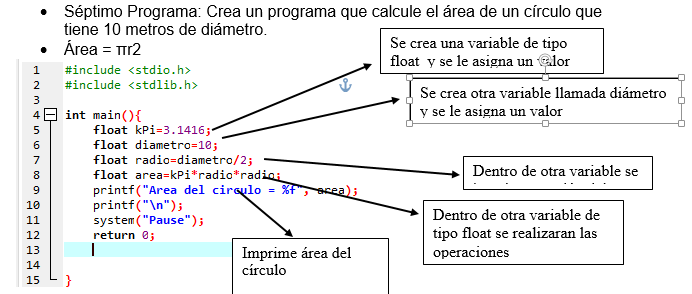 • Séptimo Programa: Crea un programa que calcule el área de un círculo que
tiene 10 metros de diámetro.
• Área = πr2
Se crea una variable de tipo
float y se le asigna un valor
Se crea otra variable llamada diámetro
y se le asigna un valor
1 #include <stdio.h>
2 #include <stdlib.h>
3
4 int main(){
5 float kPi=3.1416;
6 float diametro=10;
7 float radio=diametro/2;
8 float area=kPi*radio*radio;
9 printf("Area del circulo = %f", area);
10 printf("\n");
11 system("Pause");
12 return 0;
13
14
15 }
Dentro de otra variable se
Dentro de otra variable de
tipo float se realizaran las
operaciones
Imprime área del
círculo